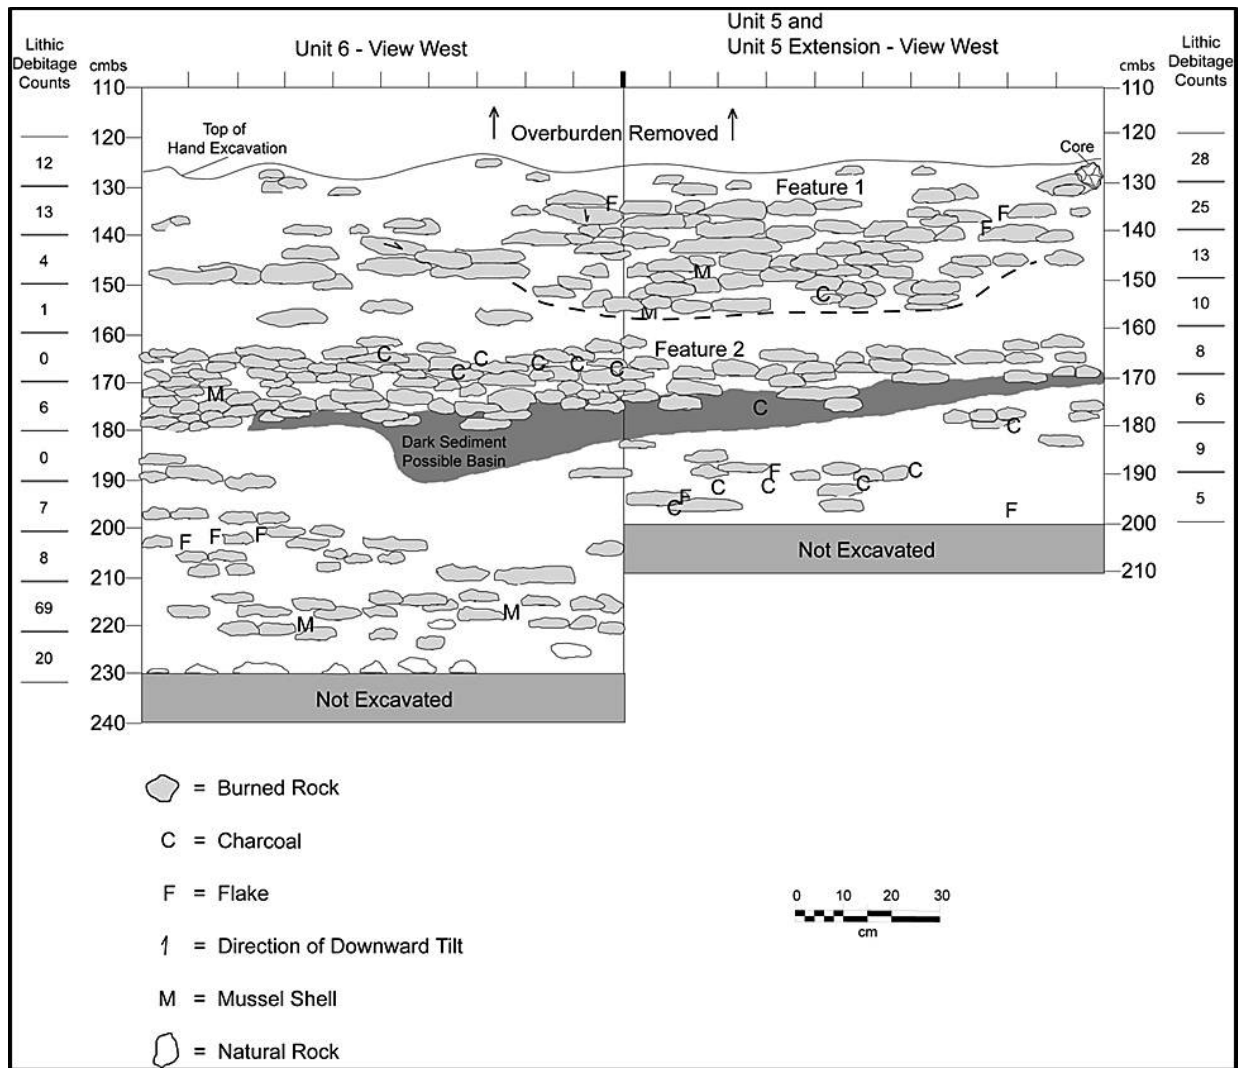 Unit 5 and
Unit 6 - View West
Unit 5 Extension - View West
Lithic
Debitage
Counts
cmbs
cmbs
Lithic
Debitage
Counts
110
110
Top of
Hand Excavation
Overburden Removed
120
120
Core
12
28
130
Feature 1
130
F
13
F
25
F
140
140
4
M
13
150
C
150
1
M
10
160
160
C
C
C
C
C
Feature 2
0
8
170
170
M
6
C
6
180
C
180
Dark Sediment
Possible Basin
0
F
C
9
190
C
C
C
190
7
F
C
F
5
200
200
F
F
F
Not Excavated
8
210
210
69
M
M
220
20
230
Not Excavated
240
= Burned Rock
C = Charcoal
F = Flake
= Direction of Downward Tilt
M = Mussel Shell
= Natural Rock
0 10 20 30
cm